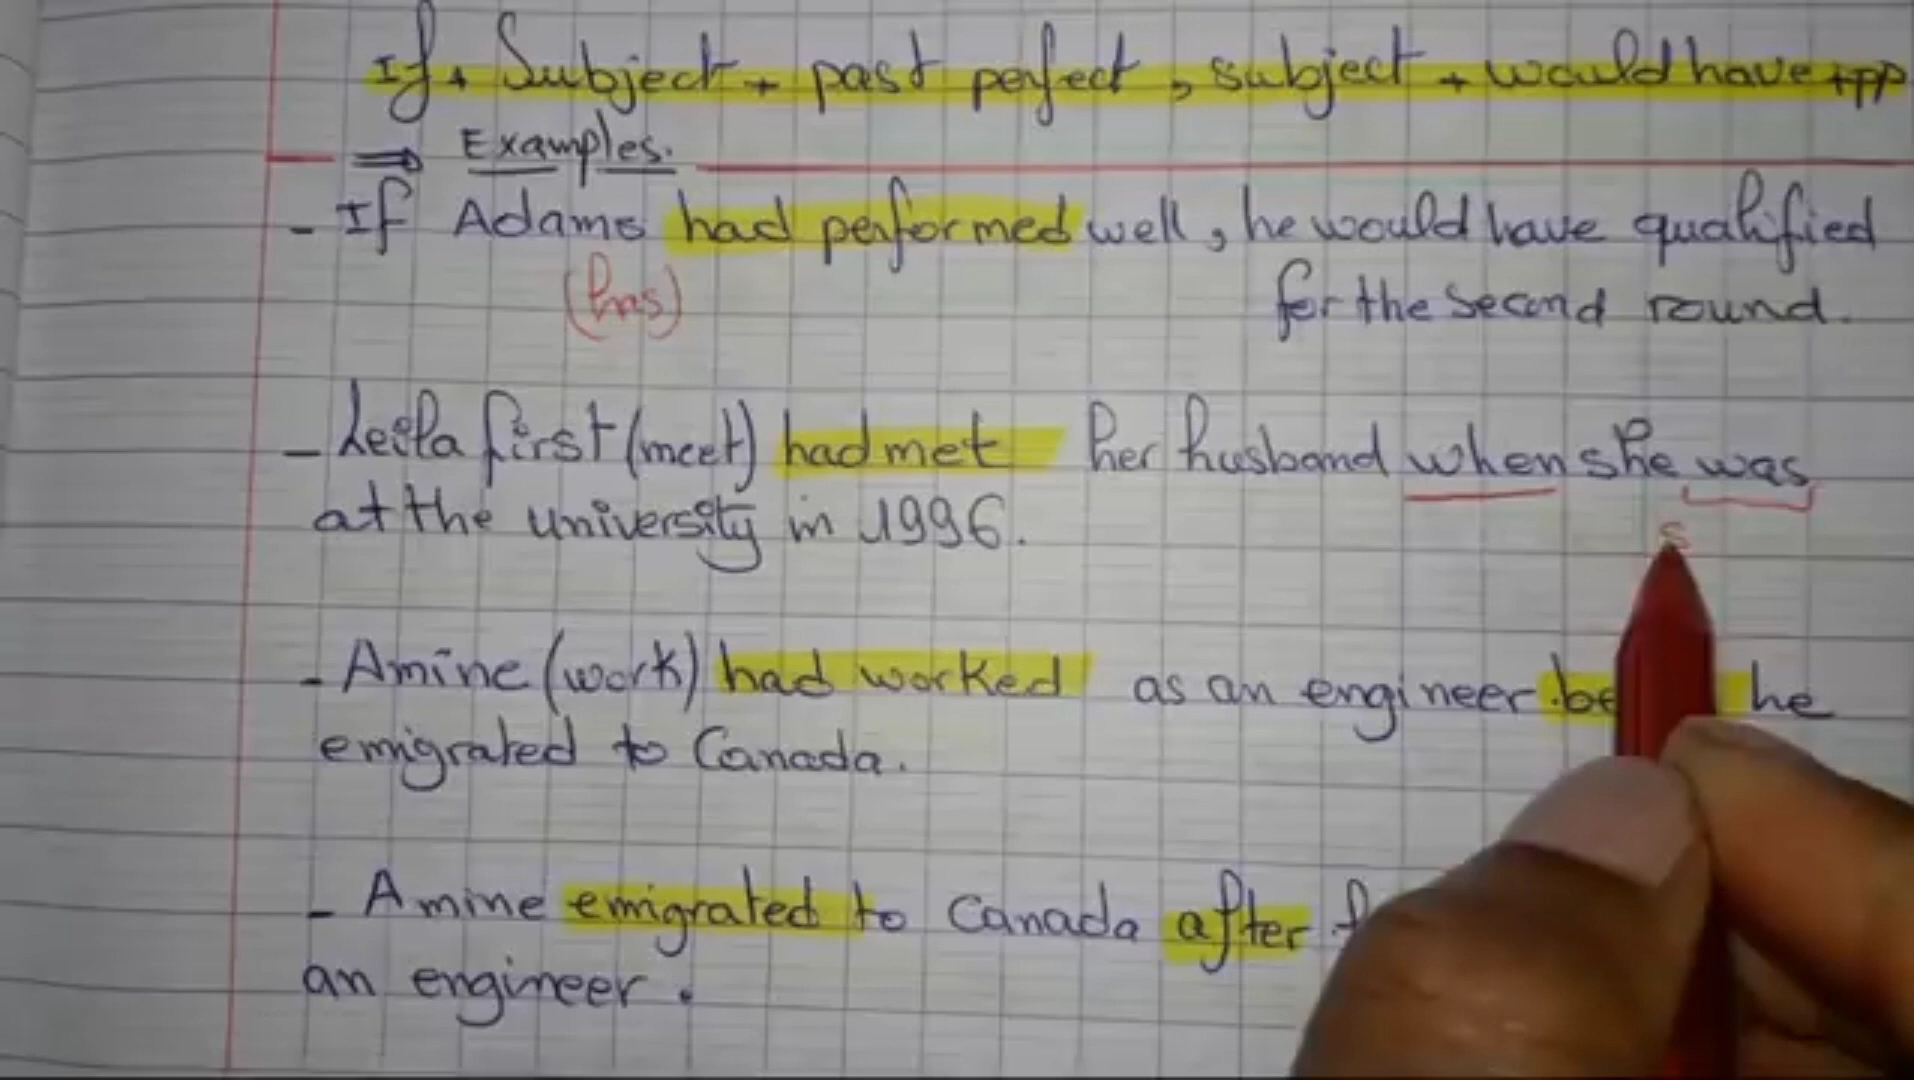 If + Subject + past perfect, subject + would have + pp
⇒ Examples.
- If Adams had performed well, he would have qualified
(has)
for the second round.
- Leila first (meet) had met her husband when she was
at the university in 1996.
s
- Amine (work) had worked as an engineer be he
emigrated to Canada.
- Amine emigrated to Canada after
an engineer.